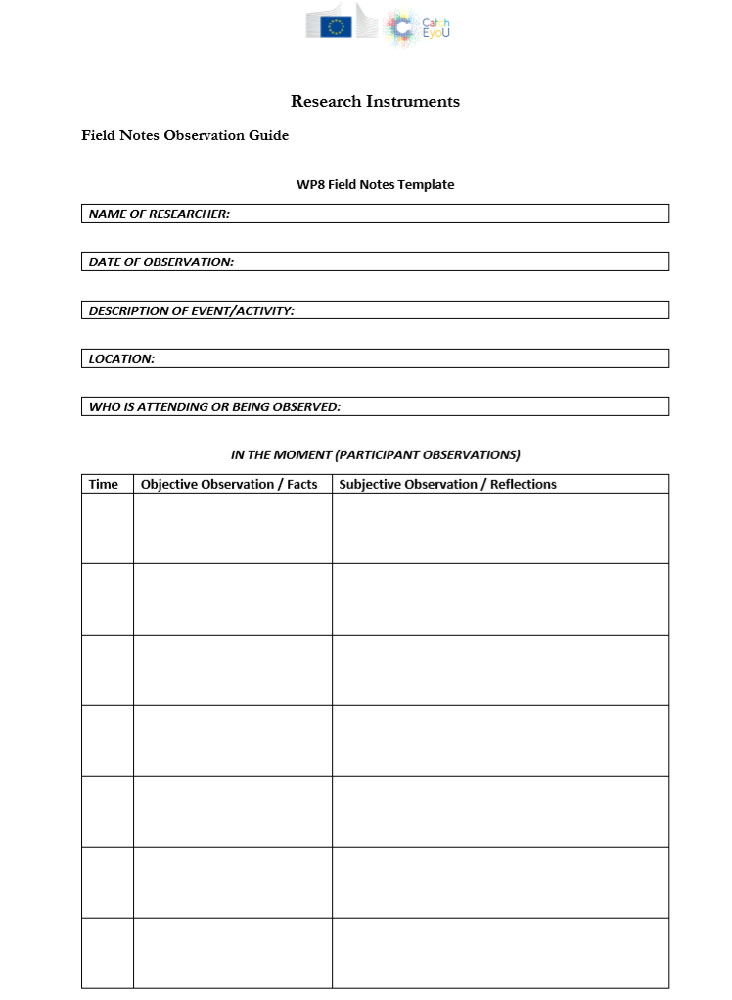 Catch
EyoU
Research Instruments
Field Notes Observation Guide
WP8 Field Notes Template
NAME OF RESEARCHER:
DATE OF OBSERVATION:
DESCRIPTION OF EVENT/ACTIVITY:
LOCATION:
WHO IS ATTENDING OR BEING OBSERVED:
IN THE MOMENT (PARTICIPANT OBSERVATIONS)
Time Objective Observation / Facts Subjective Observation / Reflections